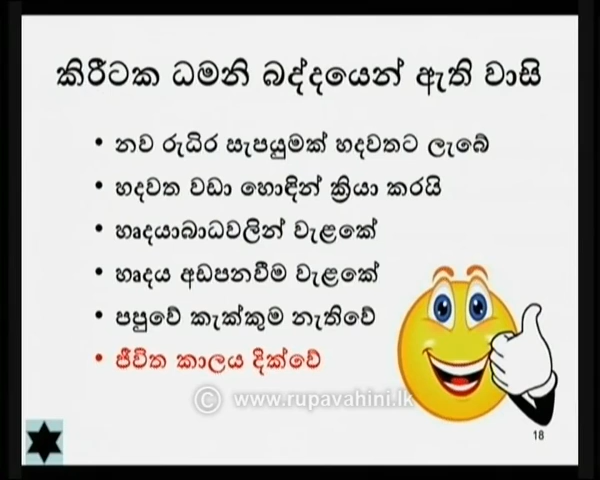 කිරීටක ධමනි බද්දයෙන් ඇති වාසි
• නව රුධිර සැපයුමක් හදවතට ලැබේ
• හදවත වඩා හොඳින් ක්‍රියා කරයි
• හෘදයාබාධවලින් වැළකේ
• හෘදය අඩපනවීම වැළකේ
• පපුවේ කැක්කුම නැතිවේ
• ජීවිත කාලය දික්වේ
© www.rupavahini.lk
18